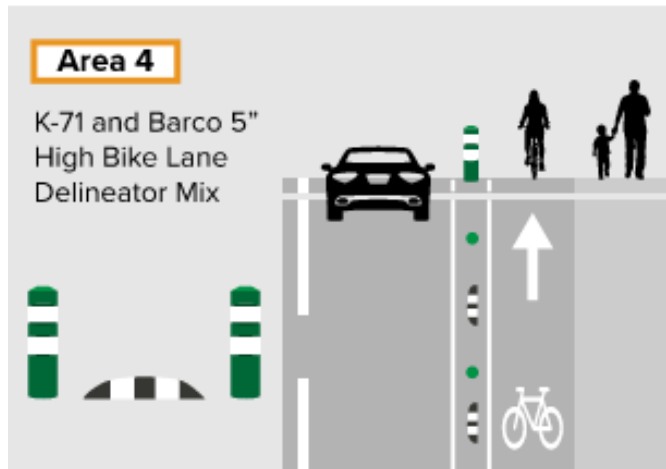 Area 4
K-71 and Barco 5”
High Bike Lane
Delineator Mix